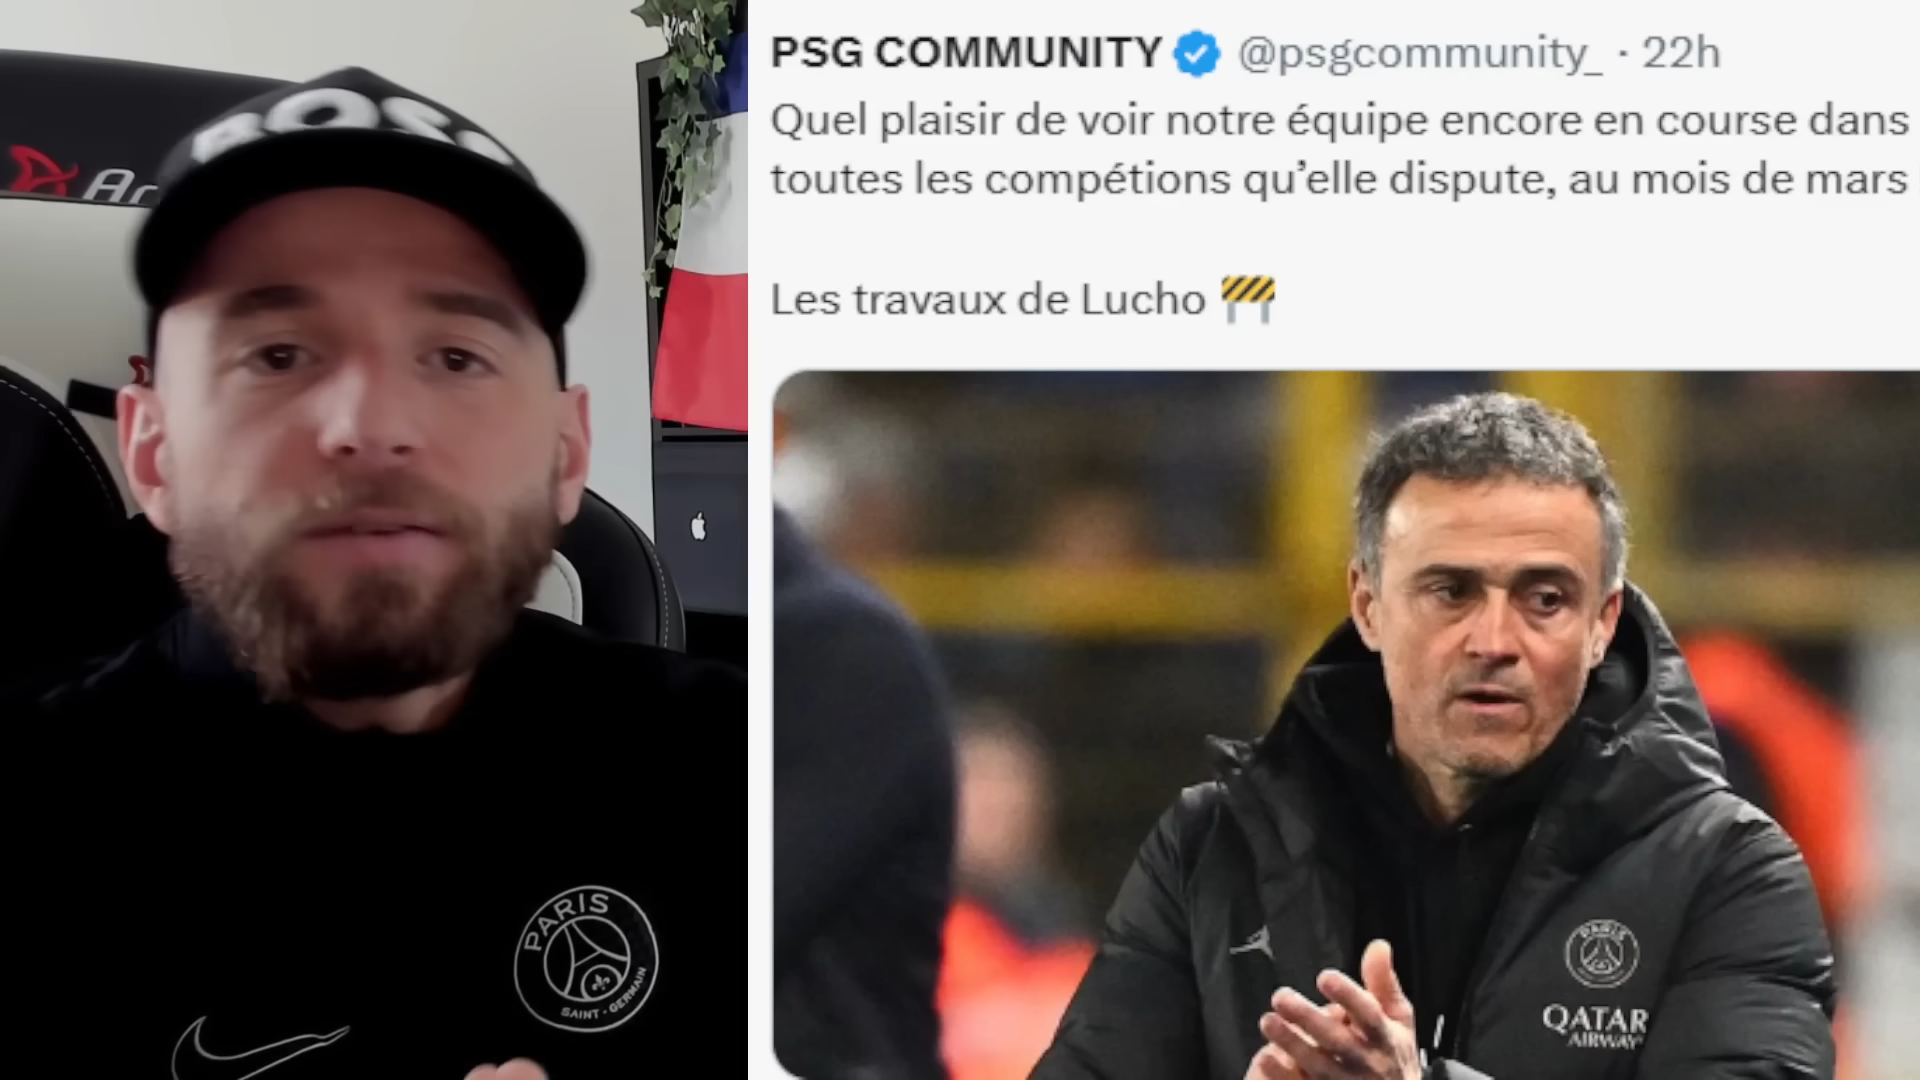 PSG COMMUNITY @psgcommunity_ · 22h
Quel plaisir de voir notre équipe encore en course dans
toutes les compétions qu’elle dispute, au mois de mars
Les travaux de Lucho
BOSS
PARIS
SAINT-GERMAIN
PARIS
QATAR
AIRWAY